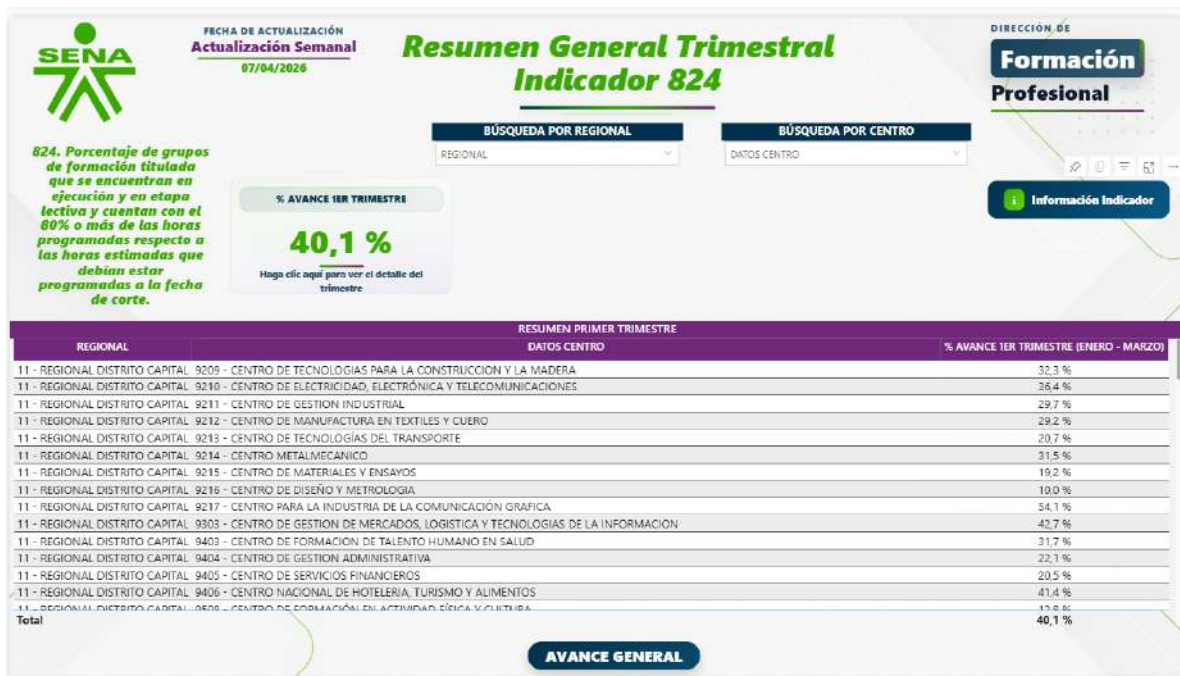 SENA
FECHA DE ACTUALIZACIÓN
Actualización Semanal
07/04/2026
Resumen General Trimestral
Indicador 824
DIRECCIÓN DE
Formación
Profesional
BÚSQUEDA POR REGIONAL
REGIONAL
BÚSQUEDA POR CENTRO
DATOS CENTRO
824. Porcentaje de grupos
de formación titulada
que se encuentran en
ejecución y en etapa
lectiva y cuentan con el
80% o más de las horas
programadas respecto a
las horas estimadas que
debían estar
programadas a la fecha
de corte.
% AVANCE 1ER TRIMESTRE
40,1 %
Haga clic aquí para ver el detalle del
trimestre
i Información Indicador
RESUMEN PRIMER TRIMESTRE
REGIONAL DATOS CENTRO % AVANCE 1ER TRIMESTRE (ENERO - MARZO)
11 - REGIONAL DISTRITO CAPITAL 9209 - CENTRO DE TECNOLOGIAS PARA LA CONSTRUCCION Y LA MADERA 32,3 %
11 - REGIONAL DISTRITO CAPITAL 9210 - CENTRO DE ELECTRICIDAD, ELECTRÓNICA Y TELECOMUNICACIONES 36,4 %
11 - REGIONAL DISTRITO CAPITAL 9211 - CENTRO DE GESTION INDUSTRIAL 29,7 %
11 - REGIONAL DISTRITO CAPITAL 9212 - CENTRO DE MANUFACTURA EN TEXTILES Y CUERO 29,2 %
11 - REGIONAL DISTRITO CAPITAL 9213 - CENTRO DE TECNOLOGÍAS DEL TRANSPORTE 20,7 %
11 - REGIONAL DISTRITO CAPITAL 9214 - CENTRO METALMECANICO 31,5 %
11 - REGIONAL DISTRITO CAPITAL 9215 - CENTRO DE MATERIALES Y ENSAYOS 19,2 %
11 - REGIONAL DISTRITO CAPITAL 9216 - CENTRO DE DISEÑO Y METROLOGIA 10,0 %
11 - REGIONAL DISTRITO CAPITAL 9217 - CENTRO PARA LA INDUSTRIA DE LA COMUNICACIÓN GRAFICA 54,1 %
11 - REGIONAL DISTRITO CAPITAL 9303 - CENTRO DE GESTION DE MERCADOS, LOGISTICA Y TECNOLOGIAS DE LA INFORMACION 42,7 %
11 - REGIONAL DISTRITO CAPITAL 9403 - CENTRO DE FORMACION DE TALENTO HUMANO EN SALUD 31,7 %
11 - REGIONAL DISTRITO CAPITAL 9404 - CENTRO DE GESTION ADMINISTRATIVA 22,1 %
11 - REGIONAL DISTRITO CAPITAL 9405 - CENTRO DE SERVICIOS FINANCIEROS 20,5 %
11 - REGIONAL DISTRITO CAPITAL 9406 - CENTRO NACIONAL DE HOTELERIA, TURISMO Y ALIMENTOS 41,4 %
11 - REGIONAL DISTRITO CAPITAL 9508 - CENTRO DE FORMACIÓN EN ACTIVIDAD FÍSICA Y CULTURA
Total 40,1 %
AVANCE GENERAL